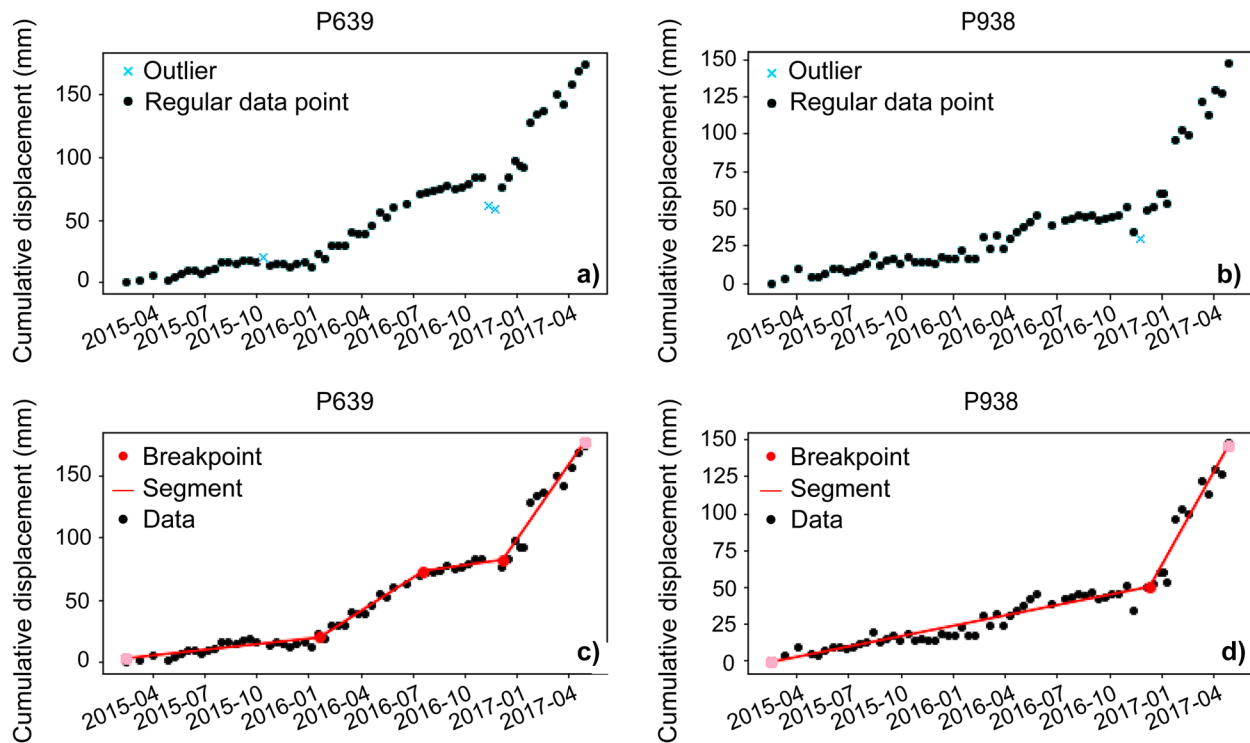 P639
Cumulative displacement (mm)
150
100
50
0
× Outlier
● Regular data point
a)
2015-04 2015-07 2015-10 2016-01 2016-04 2016-07 2016-10 2017-01 2017-04
P938
Cumulative displacement (mm)
150
125
100
75
50
25
0
× Outlier
● Regular data point
b)
2015-04 2015-07 2015-10 2016-01 2016-04 2016-07 2016-10 2017-01 2017-04
P639
Cumulative displacement (mm)
150
100
50
0
Breakpoint
Segment
Data
c)
2015-04 2015-07 2015-10 2016-01 2016-04 2016-07 2016-10 2017-01 2017-04
P938
Cumulative displacement (mm)
150
125
100
75
50
25
0
Breakpoint
Segment
Data
d)
2015-04 2015-07 2015-10 2016-01 2016-04 2016-07 2016-10 2017-01 2017-04